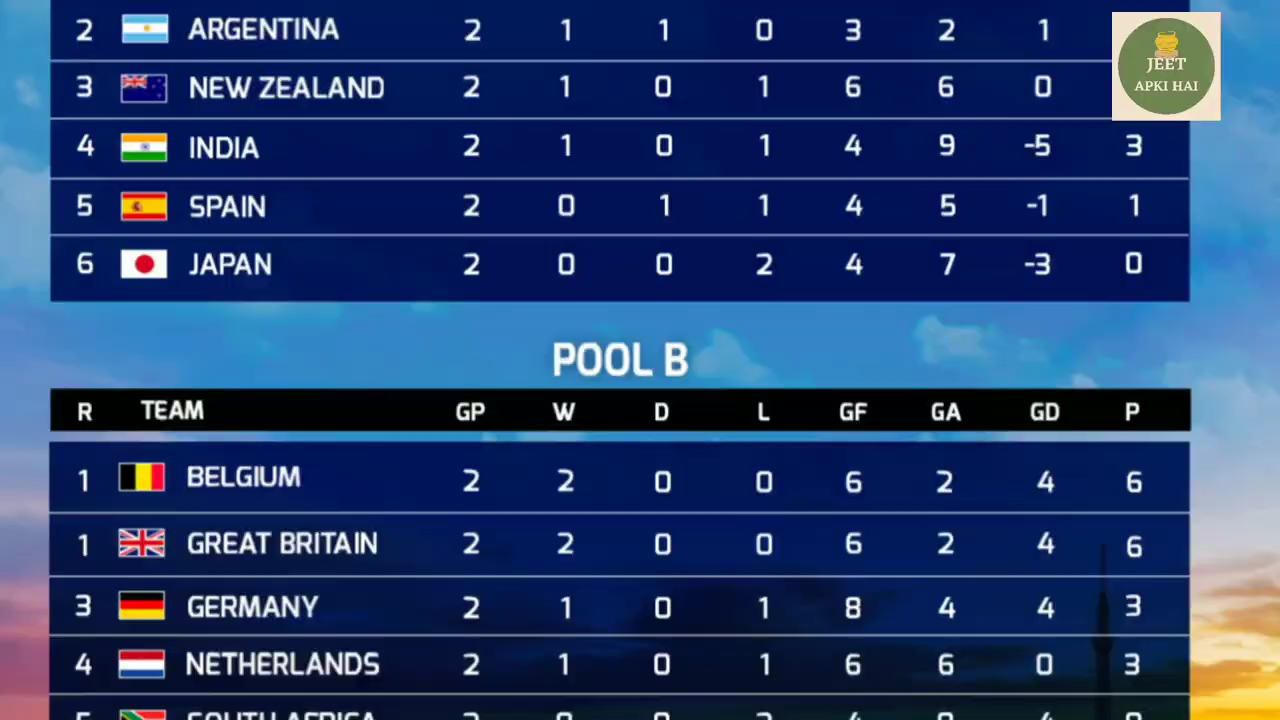 2 ARGENTINA 2 1 1 0 3 2 1
JEET
APKI HAI
3 NEW ZEALAND 2 1 0 1 6 6 0
4 INDIA 2 1 0 1 4 9 -5 3
5 SPAIN 2 0 1 1 4 5 -1 1
6 JAPAN 2 0 0 2 4 7 -3 0
POOL B
R TEAM GP W D L GF GA GD P
1 BELGIUM 2 2 0 0 6 2 4 6
1 GREAT BRITAIN 2 2 0 0 6 2 4 6
3 GERMANY 2 1 0 1 8 4 4 3
4 NETHERLANDS 2 1 0 1 6 6 0 3
SOUTH AFRICA